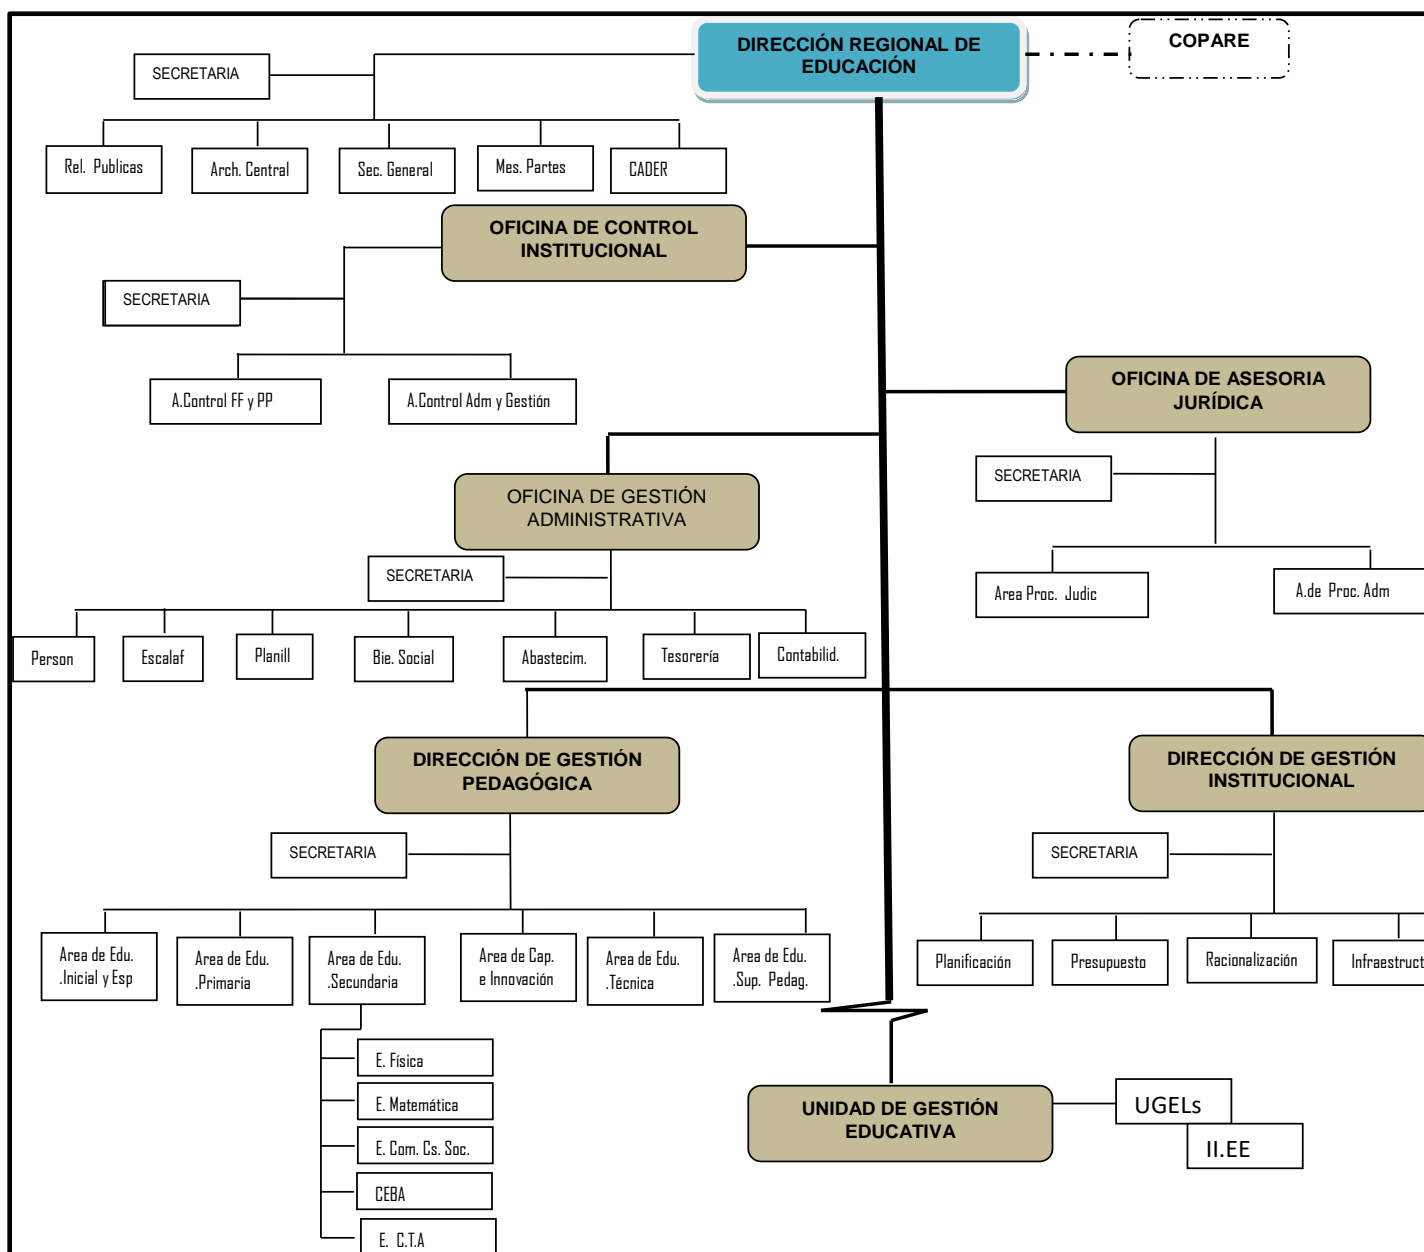 DIRECCIÓN REGIONAL DE
EDUCACIÓN
COPARE
SECRETARIA
Rel. Publicas
Arch. Central
Sec. General
Mes. Partes
CADER
OFICINA DE CONTROL
INSTITUCIONAL
SECRETARIA
A.Control FF y PP
A.Control Adm y Gestión
OFICINA DE ASESORIA
JURÍDICA
SECRETARIA
Area Proc. Judic
A.de Proc. Adm
OFICINA DE GESTIÓN
ADMINISTRATIVA
SECRETARIA
Person
Escalaf
Planill
Bie. Social
Abastecim.
Tesorería
Contabilid.
DIRECCIÓN DE GESTIÓN
PEDAGÓGICA
SECRETARIA
Area de Edu.
.Inicial y Esp
Area de Edu.
.Primaria
Area de Edu.
.Secundaria
Area de Cap.
e Innovación
Area de Edu.
.Técnica
Area de Edu.
.Sup. Pedag.
E. Física
E. Matemática
E. Com. Cs. Soc.
CEBA
E. C.T.A
DIRECCIÓN DE GESTIÓN
INSTITUCIONAL
SECRETARIA
Planificación
Presupuesto
Racionalización
Infraestruct
UNIDAD DE GESTIÓN
EDUCATIVA
UGELs
II.EE